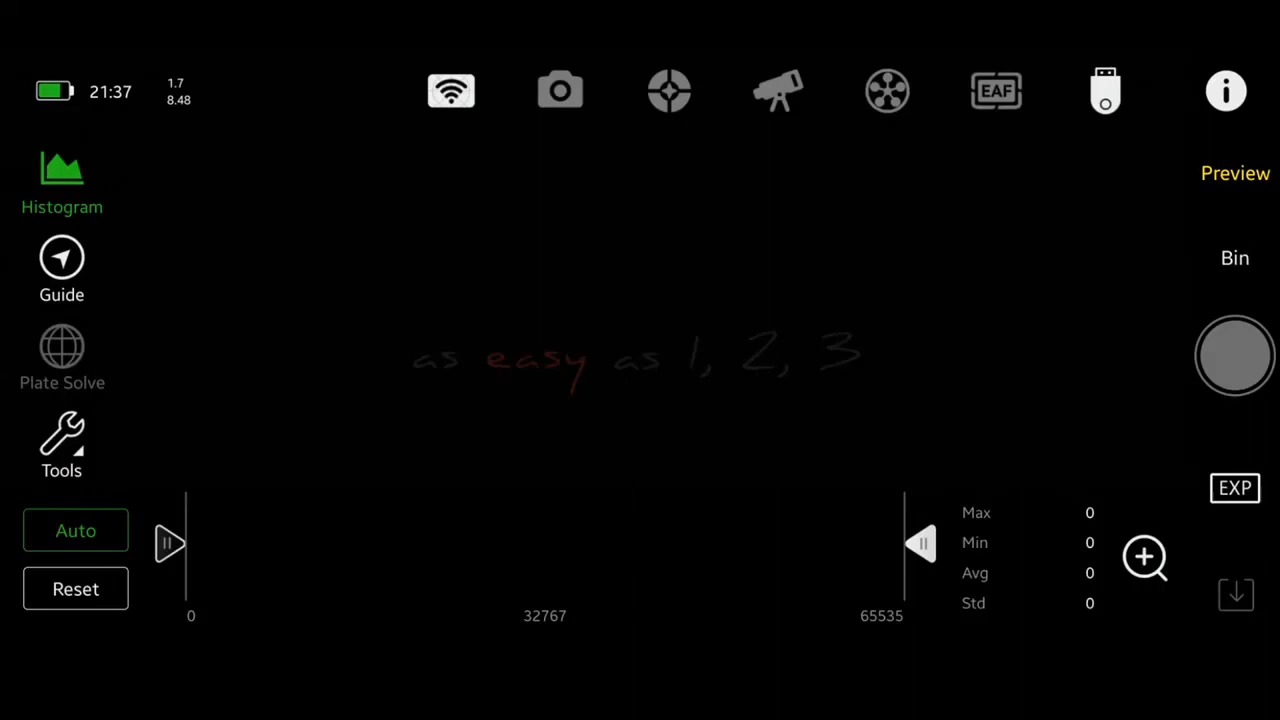 21:37
1.7
8.48
EAF
Histogram
Preview
Guide
Bin
Plate Solve
as easy as 1, 2, 3
Tools
EXP
Auto
Reset
Max 0
Min 0
Avg 0
Std 0
0 32767 65535